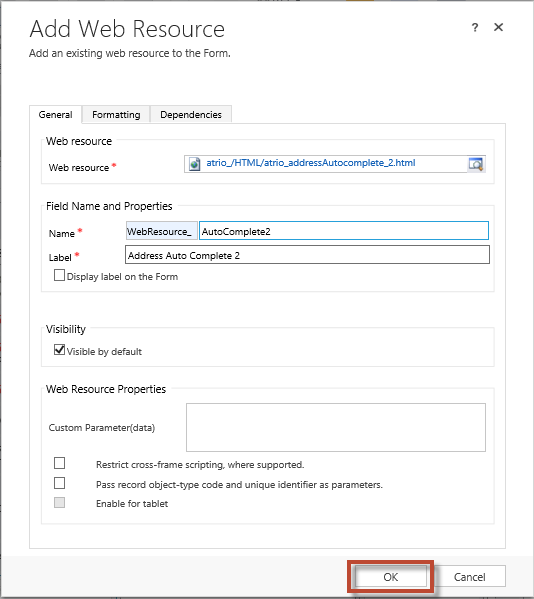 Add Web Resource
? ✕
Add an existing web resource to the Form.
General Formatting Dependencies
Web resource
Web resource * atrio_/HTML/atrio_addressAutocomplete_2.html
Field Name and Properties
Name * WebResource_ AutoComplete2
Label * Address Auto Complete 2
Display label on the Form
Visibility
Visible by default
Web Resource Properties
Custom Parameter(data)
Restrict cross-frame scripting, where supported.
Pass record object-type code and unique identifier as parameters.
Enable for tablet
OK Cancel